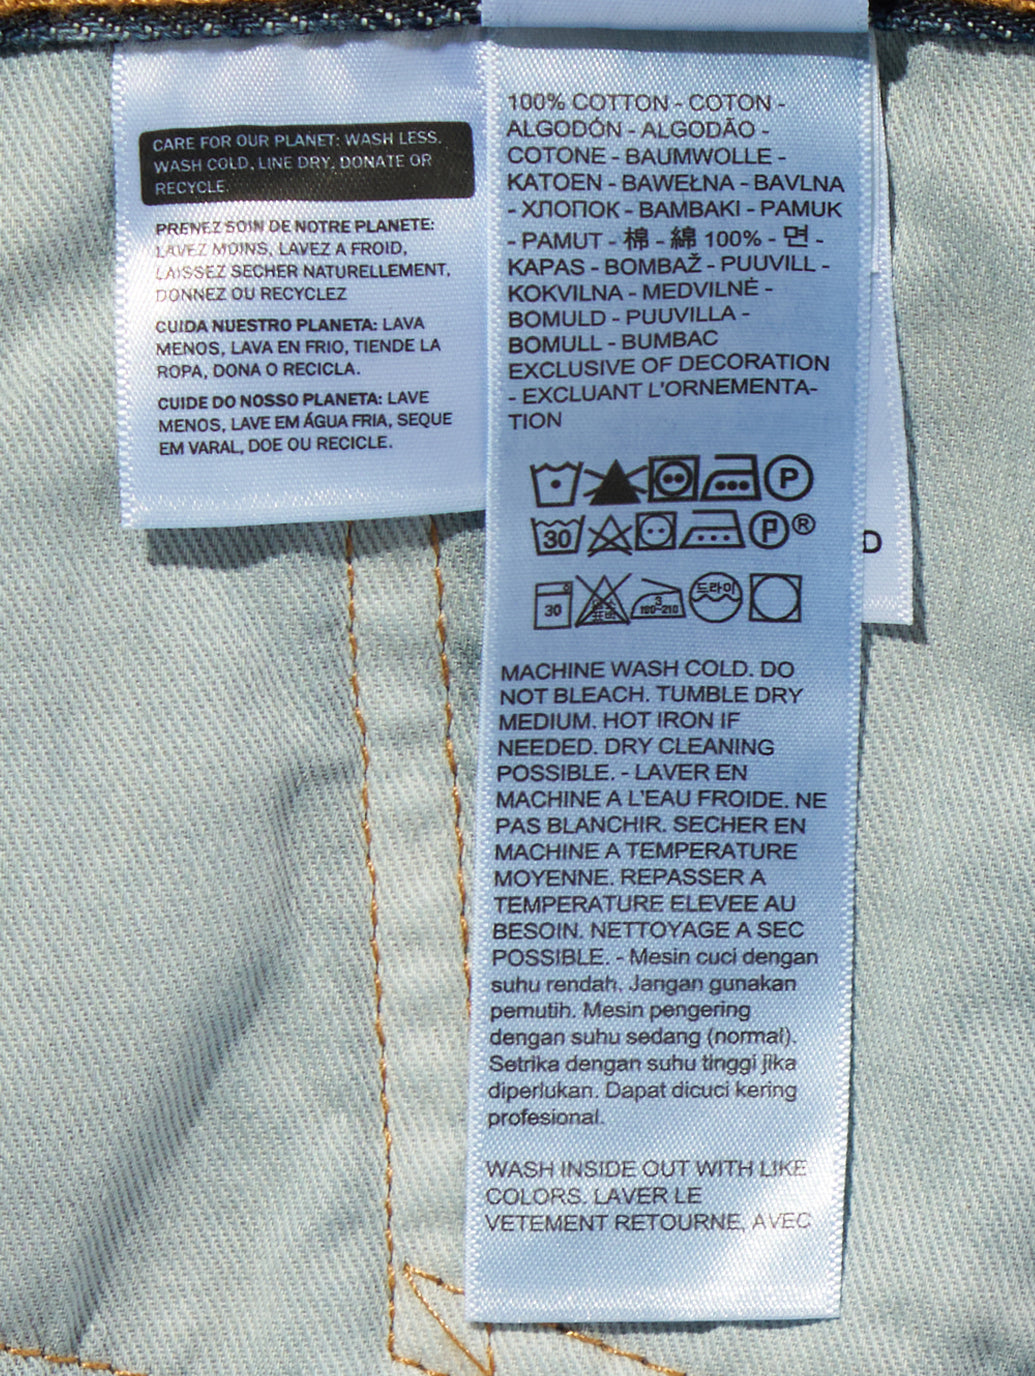 CARE FOR OUR PLANET: WASH LESS.
WASH COLD, LINE DRY, DONATE OR
RECYCLE.
PRENEZ SOIN DE NOTRE PLANETE:
LAVEZ MOINS, LAVEZ A FROID,
LAISSEZ SECHER NATURELLEMENT,
DONNEZ OU RECYCLEZ
CUIDA NUESTRO PLANETA: LAVA
MENOS, LAVA EN FRIO, TIENDE LA
ROPA, DONA O RECICLA.
CUIDE DO NOSSO PLANETA: LAVE
MENOS, LAVE EM ÁGUA FRIA, SEQUE
EM VARAL, DOE OU RECICLE.
100% COTTON - COTON -
ALGODÓN - ALGODÃO -
COTONE - BAUMWOLLE -
KATOEN - BAWEŁNA - BAVLNA
- ХЛОПОК - BAMBAKI - PAMUK
- PAMUT - 棉 - 綿 100% - 면 -
KAPAS - BOMBAŽ - PUUVILL -
KOKVILNA - MEDVILNĖ -
BOMULD - PUUVILLA -
BOMULL - BUMBAC
EXCLUSIVE OF DECORATION
- EXCLUANT L'ORNEMENTA-
TION
P
30 P ®
30 3 180~210 드라이
D
MACHINE WASH COLD. DO
NOT BLEACH. TUMBLE DRY
MEDIUM. HOT IRON IF
NEEDED. DRY CLEANING
POSSIBLE. - LAVER EN
MACHINE A L'EAU FROIDE. NE
PAS BLANCHIR. SECHER EN
MACHINE A TEMPERATURE
MOYENNE. REPASSER A
TEMPERATURE ELEVEE AU
BESOIN. NETTOYAGE A SEC
POSSIBLE. - Mesin cuci dengan
suhu rendah. Jangan gunakan
pemutih. Mesin pengering
dengan suhu sedang (normal).
Setrika dengan suhu tinggi jika
diperlukan. Dapat dicuci kering
profesional.
WASH INSIDE OUT WITH LIKE
COLORS. LAVER LE
VETEMENT RETOURNE, AVEC